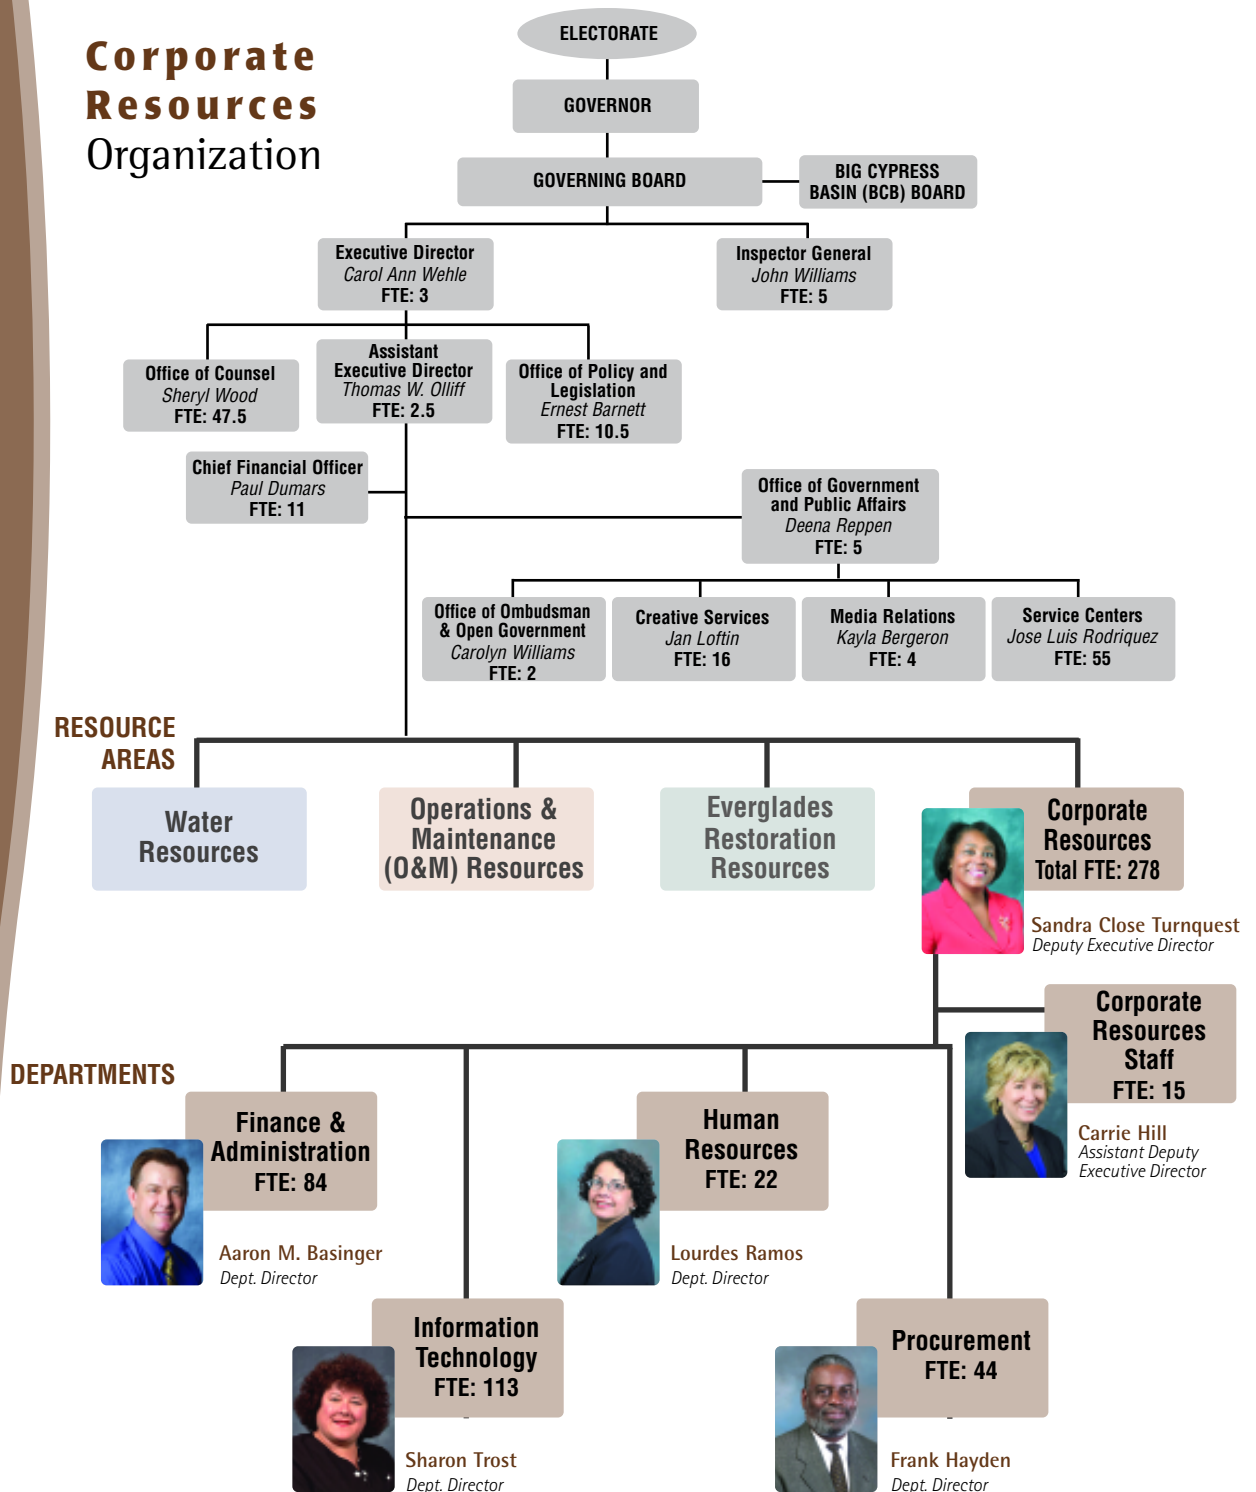 Corporate
Resources
Organization
ELECTORATE
GOVERNOR
GOVERNING BOARD
BIG CYPRESS
BASIN (BCB) BOARD
Executive Director
Carol Ann Wehle
FTE: 3
Inspector General
John Williams
FTE: 5
Office of Counsel
Sheryl Wood
FTE: 47.5
Assistant
Executive Director
Thomas W. Olliff
FTE: 2.5
Office of Policy and
Legislation
Ernest Barnett
FTE: 10.5
Chief Financial Officer
Paul Dumars
FTE: 11
Office of Government
and Public Affairs
Deena Reppen
FTE: 5
Office of Ombudsman
& Open Government
Carolyn Williams
FTE: 2
Creative Services
Jan Loftin
FTE: 16
Media Relations
Kayla Bergeron
FTE: 4
Service Centers
Jose Luis Rodriquez
FTE: 55
RESOURCE
AREAS
Water
Resources
Operations &
Maintenance
(O&M) Resources
Everglades
Restoration
Resources
Corporate
Resources
Total FTE: 278
Sandra Close Turnquest
Deputy Executive Director
Corporate
Resources
Staff
FTE: 15
Carrie Hill
Assistant Deputy
Executive Director
DEPARTMENTS
Finance &
Administration
FTE: 84
Aaron M. Basinger
Dept. Director
Human
Resources
FTE: 22
Lourdes Ramos
Dept. Director
Information
Technology
FTE: 113
Sharon Trost
Dept. Director
Procurement
FTE: 44
Frank Hayden
Dept. Director